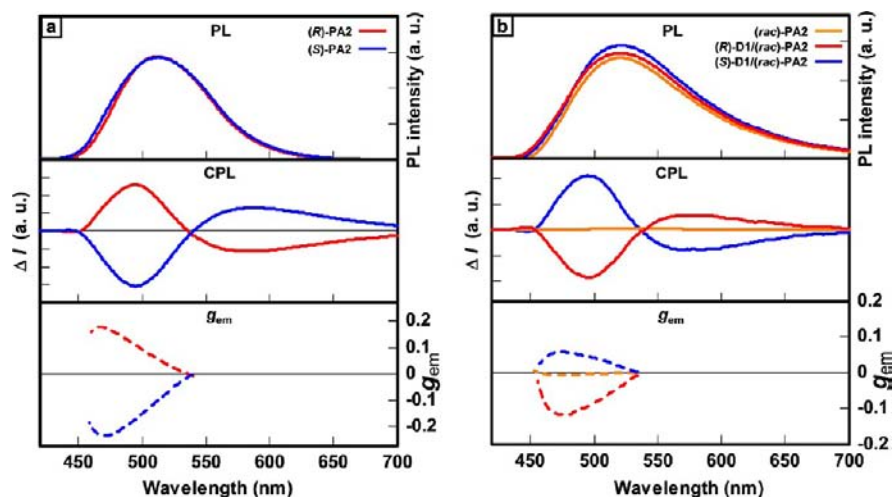 a
PL
(R)-PA2
(S)-PA2
PL intensity (a. u.)
CPL
Δ I (a. u.)
gem
0.2
0.1
0
-0.1
-0.2
gem
450 500 550 600 650 700
Wavelength (nm)
b
PL
(rac)-PA2
(R)-D1/(rac)-PA2
(S)-D1/(rac)-PA2
PL intensity (a. u.)
CPL
Δ I (a. u.)
gem
0.2
0.1
0
-0.1
-0.2
gem
450 500 550 600 650 700
Wavelength (nm)